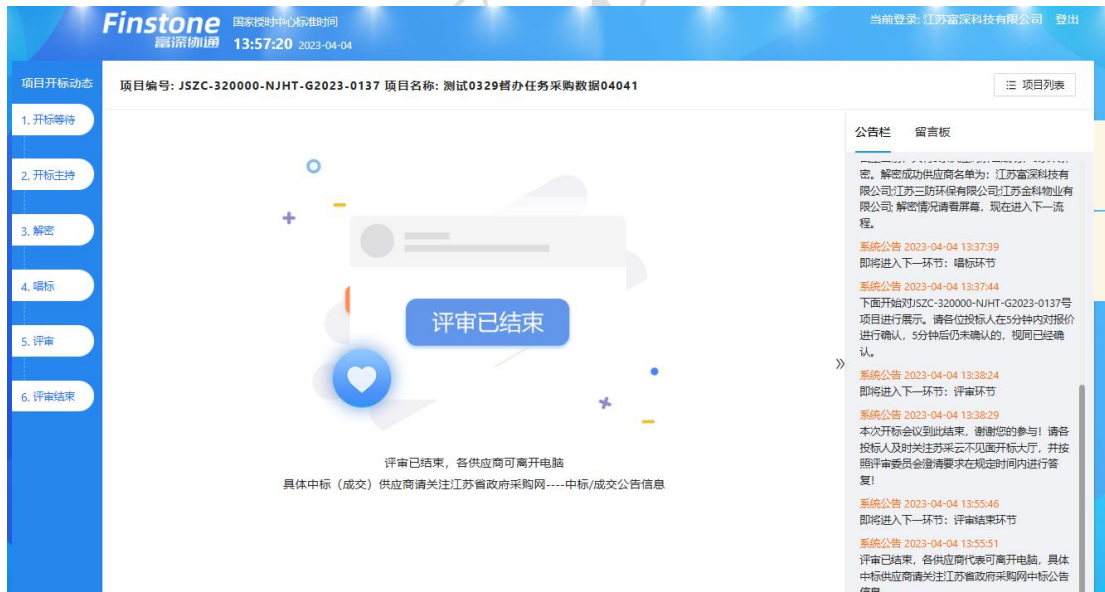 Finstone
富深协通
国家授时中心标准时间
13:57:20 2023-04-04
当前登录: 江苏富深科技有限公司 登出
项目开标动态
项目编号: JSZC-320000-NJHT-G2023-0137 项目名称: 测试0329督办任务采购数据04041
项目列表
1. 开标等待
2. 开标主持
3. 解密
4. 唱标
5. 评审
6. 评审结束
评审已结束
评审已结束，各供应商可离开电脑
具体中标（成交）供应商请关注江苏省政府采购网----中标/成交公告信息
公告栏 留言板
密。解密成功供应商名单为：江苏富深科技有
限公司;江苏三防环保有限公司;江苏金科物业有
限公司; 解密情况请看屏幕，现在进入下一流
程。
系统公告 2023-04-04 13:37:39
即将进入下一环节：唱标环节
系统公告 2023-04-04 13:37:44
下面开始对JSZC-320000-NJHT-G2023-0137号
项目进行展示。请各位投标人在5分钟内对报价
进行确认，5分钟后仍未确认的，视同已经确
认。
系统公告 2023-04-04 13:38:24
即将进入下一环节：评审环节
系统公告 2023-04-04 13:38:29
本次开标会议到此结束，谢谢您的参与！请各
投标人及时关注苏采云不见面开标大厅，并按
照评审委员会澄清要求在规定时间内进行答
复！
系统公告 2023-04-04 13:55:46
即将进入下一环节：评审结束环节
系统公告 2023-04-04 13:55:51
评审已结束，各供应商代表可离开电脑，具体
中标供应商请关注江苏省政府采购网中标公告
信息